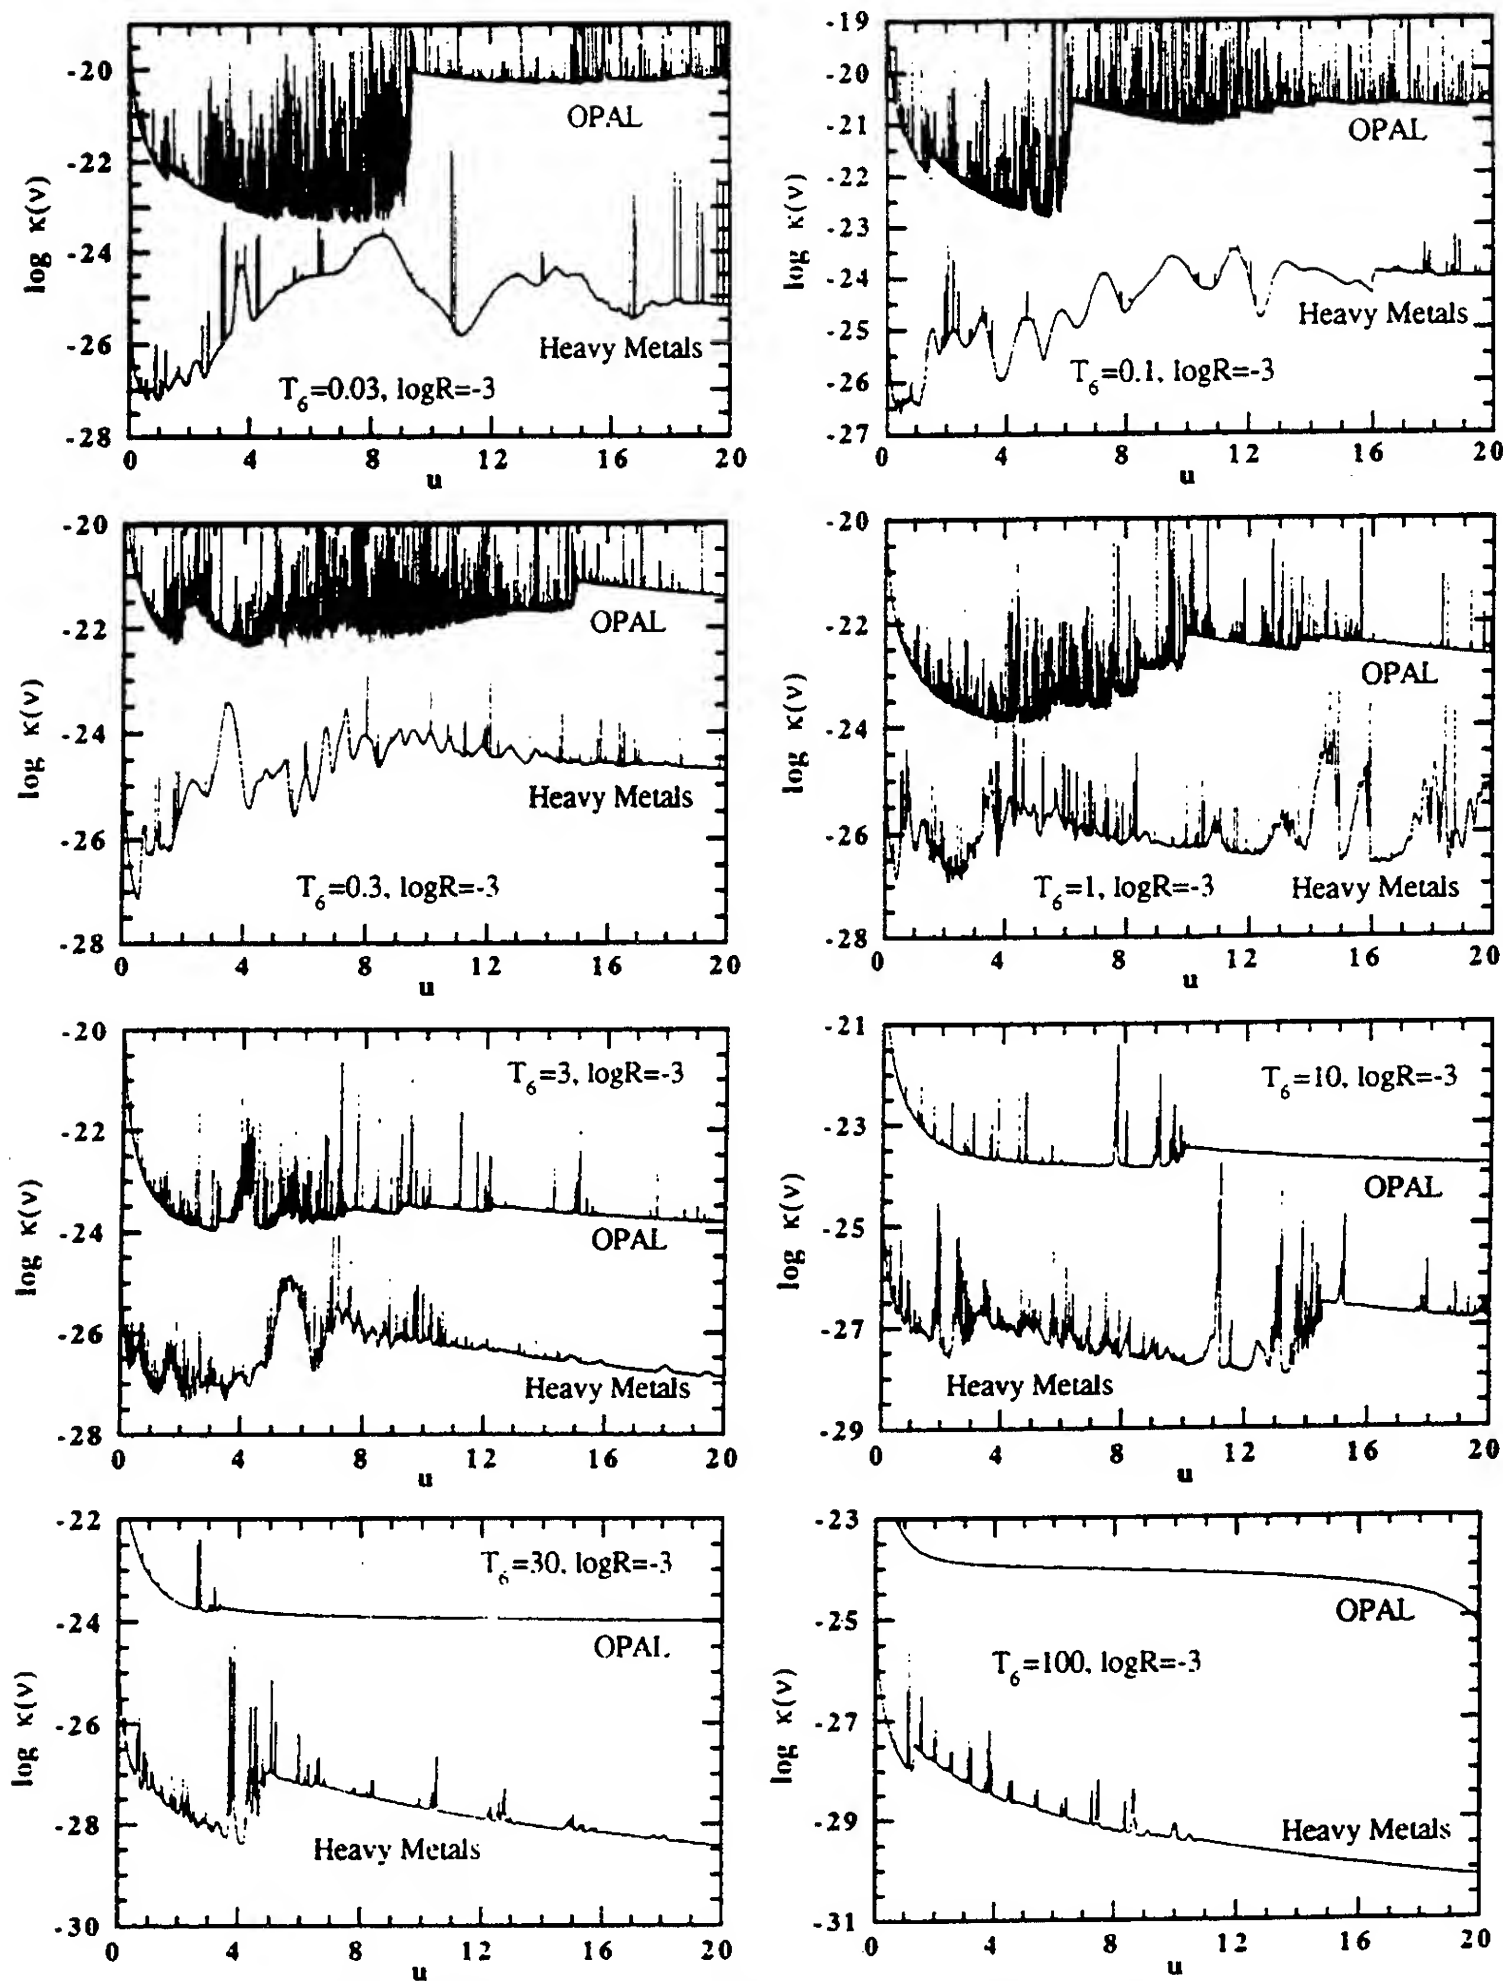 -20
-22
-24
-26
-28
log κ(ν)
OPAL
Heavy Metals
T6=0.03, logR=-3
0 4 8 12 16 20
u
-19
-20
-21
-22
-23
-24
-25
-26
-27
log κ(ν)
OPAL
Heavy Metals
T6=0.1, logR=-3
0 4 8 12 16 20
u
-20
-22
-24
-26
-28
log κ(ν)
OPAL
Heavy Metals
T6=0.3, logR=-3
0 4 8 12 16 20
u
-20
-22
-24
-26
-28
log κ(ν)
OPAL
T6=1, logR=-3
Heavy Metals
0 4 8 12 16 20
u
-20
-22
-24
-26
-28
log κ(ν)
T6=3, logR=-3
OPAL
Heavy Metals
0 4 8 12 16 20
u
-21
-23
-25
-27
-29
log κ(ν)
T6=10, logR=-3
OPAL
Heavy Metals
0 4 8 12 16 20
u
-22
-24
-26
-28
-30
log κ(ν)
T6=30, logR=-3
OPAL
Heavy Metals
0 4 8 12 16 20
u
-23
-25
-27
-29
-31
log κ(ν)
OPAL
T6=100, logR=-3
Heavy Metals
0 4 8 12 16 20
u